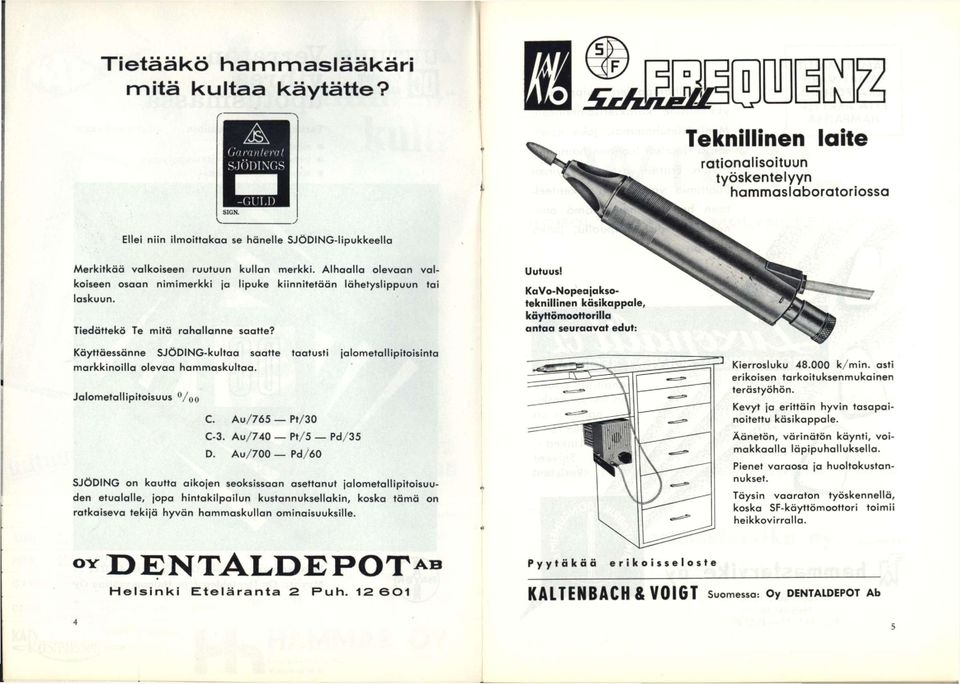 Tietääkö hammaslääkäri
mitä kultaa käytätte?
JS
Garanterat
SJÖDINGS
-GULD
SIGN.
Ellei niin ilmoittakaa se hänelle SJÖDING-lipukkeella
Merkitkää valkoiseen ruutuun kullan merkki. Alhaalla olevaan val-
koiseen osaan nimimerkki ja lipuke kiinnitetään lähetyslippuun tai
laskuun.
Tiedättekö Te mitä rahallanne saatte?
Käyttäessänne SJÖDING-kultaa saatte taatusti jalometallipitoisinta
markkinoilla olevaa hammaskultaa.
Jalometallipitoisuus 0/00
C. Au/765 — Pt/30
C-3. Au/740 — Pt/5 — Pd/35
D. Au/700 — Pd/60
SJÖDING on kautta aikojen seoksissaan asettanut jalometallipitoisuu-
den etualalle, jopa hintakilpailun kustannuksellakin, koska tämä on
ratkaiseva tekijä hyvän hammaskullan ominaisuuksille.
OY DENTALDEPOT AB
Helsinki Eteläranta 2 Puh. 12 601
4
KAVO
SF
Schnell FREQUENZ
Teknillinen laite
rationalisoituun
työskentelyyn
hammaslaboratoriossa
Uutuus!
KaVo-Nopeajakso-
teknillinen käsikappale,
käyttömoottorilla
antaa seuraavat edut:
Kierrosluku 48.000 k/min. asti
erikoisen tarkoituksenmukainen
terästyöhön.
Kevyt ja erittäin hyvin tasapai-
noitettu käsikappale.
Äänetön, värinätön käynti, voi-
makkaalla läpipuhalluksella.
Pienet varaosa ja huoltokustan-
nukset.
Täysin vaaraton työskennellä,
koska SF-käyttömoottori toimii
heikkovirralla.
Pyytäkää erikoisseloste
KALTENBACH & VOIGT Suomessa: Oy DENTALDEPOT Ab
5